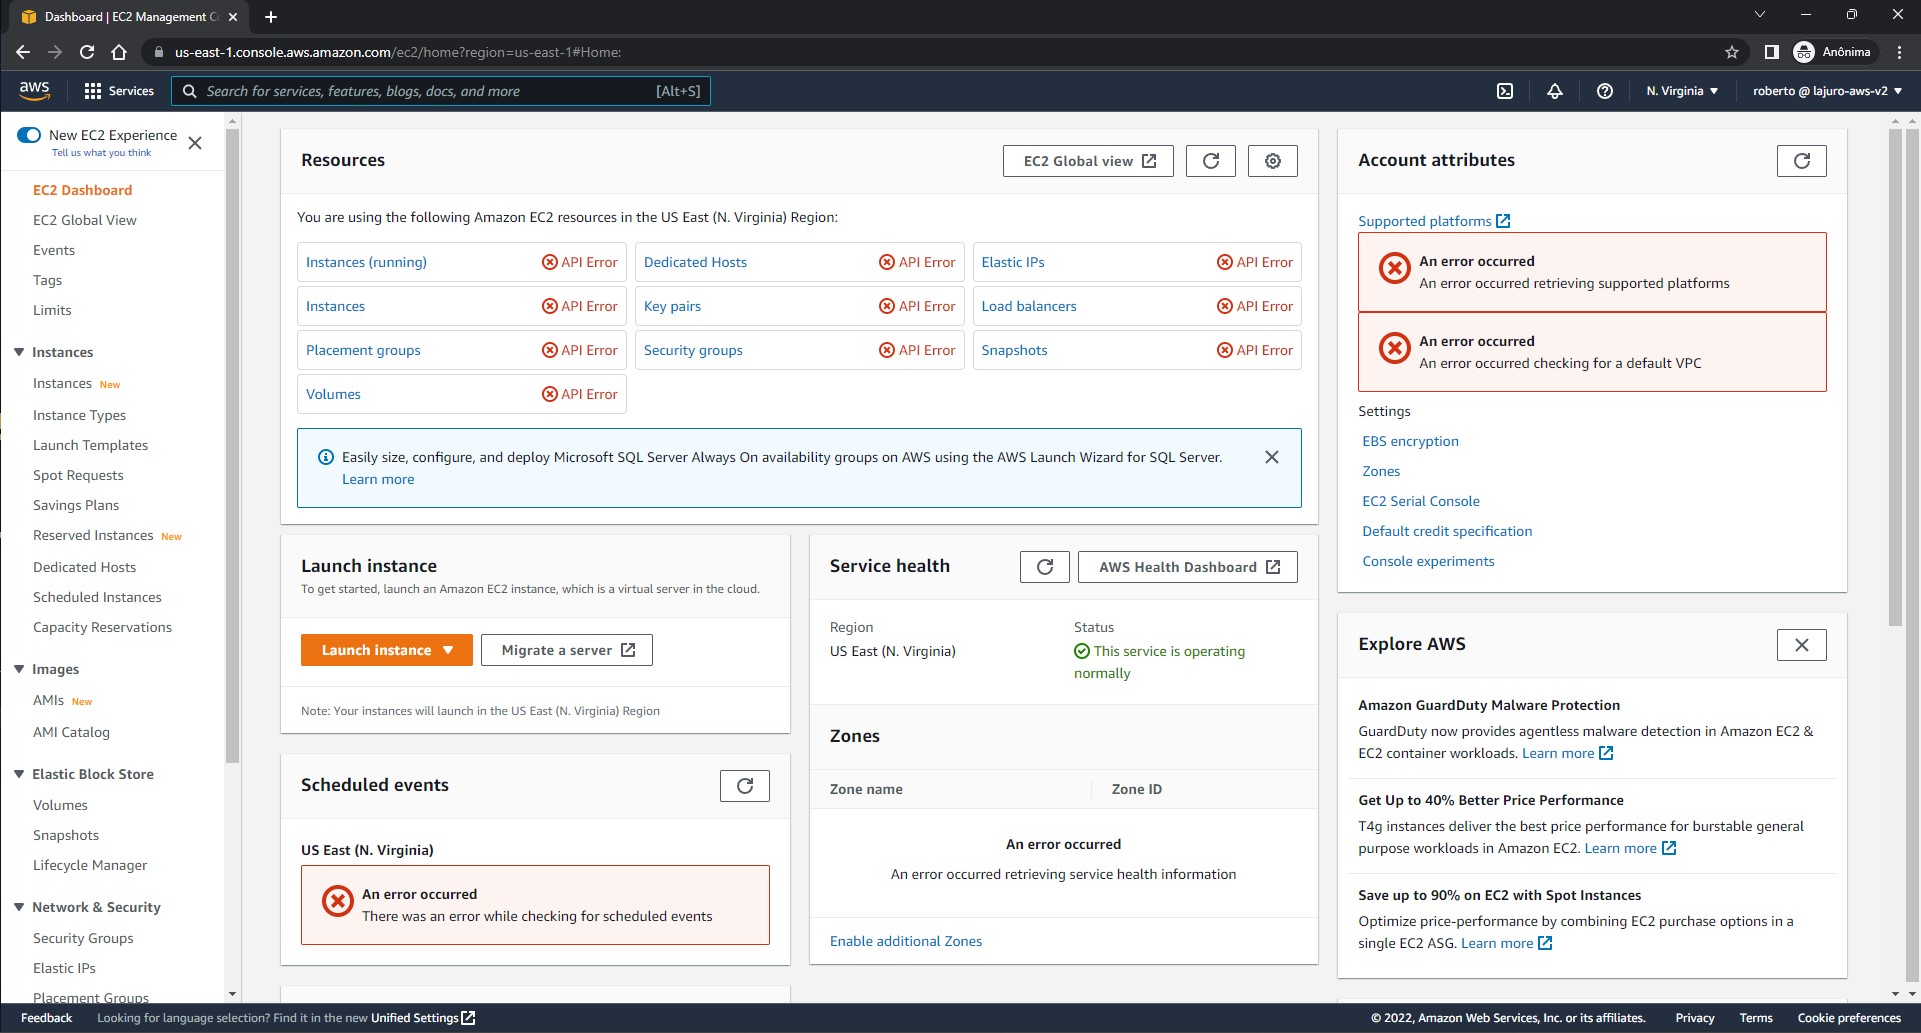 Dashboard | EC2 Management C
us-east-1.console.aws.amazon.com/ec2/home?region=us-east-1#Home:
Anônima
aws
Services
Search for services, features, blogs, docs, and more
[Alt+S]
N. Virginia
roberto @ lajuro-aws-v2
New EC2 Experience
Tell us what you think
EC2 Dashboard
EC2 Global View
Events
Tags
Limits
Instances
Instances New
Instance Types
Launch Templates
Spot Requests
Savings Plans
Reserved Instances New
Dedicated Hosts
Scheduled Instances
Capacity Reservations
Images
AMIs New
AMI Catalog
Elastic Block Store
Volumes
Snapshots
Lifecycle Manager
Network & Security
Security Groups
Elastic IPs
Placement Groups
Resources
EC2 Global view
You are using the following Amazon EC2 resources in the US East (N. Virginia) Region:
Instances (running) API Error
Dedicated Hosts API Error
Elastic IPs API Error
Instances API Error
Key pairs API Error
Load balancers API Error
Placement groups API Error
Security groups API Error
Snapshots API Error
Volumes API Error
Easily size, configure, and deploy Microsoft SQL Server Always On availability groups on AWS using the AWS Launch Wizard for SQL Server.
Learn more
Launch instance
To get started, launch an Amazon EC2 instance, which is a virtual server in the cloud.
Launch instance
Migrate a server
Note: Your instances will launch in the US East (N. Virginia) Region
Scheduled events
US East (N. Virginia)
An error occurred
There was an error while checking for scheduled events
Service health
AWS Health Dashboard
Region
US East (N. Virginia)
Status
This service is operating
normally
Zones
Zone name
Zone ID
An error occurred
An error occurred retrieving service health information
Enable additional Zones
Account attributes
Supported platforms
An error occurred
An error occurred retrieving supported platforms
An error occurred
An error occurred checking for a default VPC
Settings
EBS encryption
Zones
EC2 Serial Console
Default credit specification
Console experiments
Explore AWS
Amazon GuardDuty Malware Protection
GuardDuty now provides agentless malware detection in Amazon EC2 &
EC2 container workloads. Learn more
Get Up to 40% Better Price Performance
T4g instances deliver the best price performance for burstable general
purpose workloads in Amazon EC2. Learn more
Save up to 90% on EC2 with Spot Instances
Optimize price-performance by combining EC2 purchase options in a
single EC2 ASG. Learn more
Feedback
Looking for language selection? Find it in the new Unified Settings
© 2022, Amazon Web Services, Inc. or its affiliates.
Privacy
Terms
Cookie preferences